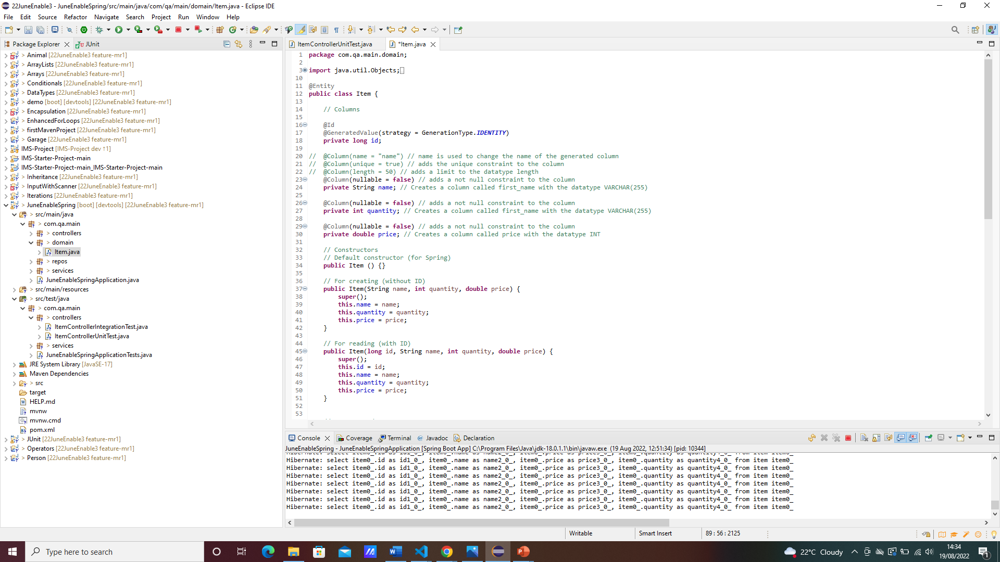 22JuneEnable3 - JuneEnableSpring/src/main/java/com/qa/main/domain/Item.java - Eclipse IDE
File Edit Source Refactor Navigate Search Project Run Window Help
Package Explorer JUnit
> Animal [22JuneEnable3 feature-mr1]
> ArrayLists [22JuneEnable3 feature-mr1]
> Arrays [22JuneEnable3 feature-mr1]
> Conditionals [22JuneEnable3 feature-mr1]
> DataTypes [22JuneEnable3 feature-mr1]
> demo [boot] [devtools] [22JuneEnable3 feature-mr1]
> Encapsulation [22JuneEnable3 feature-mr1]
> EnhancedForLoops [22JuneEnable3 feature-mr1]
> firstMavenProject [22JuneEnable3 feature-mr1]
> Garage [22JuneEnable3 feature-mr1]
IMS-Project [IMS-Project dev ↑1]
IMS-Starter-Project-main
IMS-Starter-Project-main_IMS-Starter-Project-main
> Inheritance [22JuneEnable3 feature-mr1]
> InputWithScanner [22JuneEnable3 feature-mr1]
> Iterations [22JuneEnable3 feature-mr1]
> JuneEnableSpring [boot] [devtools] [22JuneEnable3 feature-mr1]
> src/main/java
> com.qa.main
> controllers
> domain
Item.java
> repos
> services
JuneEnableSpringApplication.java
> src/main/resources
> src/test/java
> com.qa.main
> controllers
ItemControllerIntegrationTest.java
ItemControllerUnitTest.java
> services
JuneEnableSpringApplicationTests.java
JRE System Library [JavaSE-17]
Maven Dependencies
> src
target
HELP.md
mvnw
mvnw.cmd
pom.xml
> JUnit [22JuneEnable3 feature-mr1]
> Operators [22JuneEnable3 feature-mr1]
> Person [22JuneEnable3 feature-mr1]
ItemControllerUnitTest.java *Item.java
1 package com.qa.main.domain;
2
3 import java.util.Objects;
10
11 @Entity
12 public class Item {
13
14 // Columns
15
16 @Id
17 @GeneratedValue(strategy = GenerationType.IDENTITY)
18 private long id;
19
20 // @Column(name = "name") // name is used to change the name of the generated column
21 // @Column(unique = true) // adds the unique constraint to the column
22 // @Column(length = 50) // adds a limit to the datatype length
23 @Column(nullable = false) // adds a not null constraint to the column
24 private String name; // Creates a column called first_name with the datatype VARCHAR(255)
25
26 @Column(nullable = false) // adds a not null constraint to the column
27 private int quantity; // Creates a column called first_name with the datatype VARCHAR(255)
28
29 @Column(nullable = false) // adds a not null constraint to the column
30 private double price; // Creates a column called price with the datatype INT
31
32 // Constructors
33 // Default constructor (for Spring)
34 public Item () {}
35
36 // For creating (without ID)
37 public Item(String name, int quantity, double price) {
38 super();
39 this.name = name;
40 this.quantity = quantity;
41 this.price = price;
42 }
43
44 // For reading (with ID)
45 public Item(long id, String name, int quantity, double price) {
46 super();
47 this.id = id;
48 this.name = name;
49 this.quantity = quantity;
50 this.price = price;
51 }
52
53
Console Coverage Terminal Javadoc Declaration
JuneEnableSpring - JuneEnableSpringApplication [Spring Boot App] C:\Program Files\Java\jdk-18.0.1.1\bin\javaw.exe (19 Aug 2022, 12:51:34) [pid: 10344]
Hibernate: select item0_.id as id1_0_, item0_.name as name2_0_, item0_.price as price3_0_, item0_.quantity as quantity4_0_ from item item0_
Hibernate: select item0_.id as id1_0_, item0_.name as name2_0_, item0_.price as price3_0_, item0_.quantity as quantity4_0_ from item item0_
Hibernate: select item0_.id as id1_0_, item0_.name as name2_0_, item0_.price as price3_0_, item0_.quantity as quantity4_0_ from item item0_
Hibernate: select item0_.id as id1_0_, item0_.name as name2_0_, item0_.price as price3_0_, item0_.quantity as quantity4_0_ from item item0_
Hibernate: select item0_.id as id1_0_, item0_.name as name2_0_, item0_.price as price3_0_, item0_.quantity as quantity4_0_ from item item0_
Hibernate: select item0_.id as id1_0_, item0_.name as name2_0_, item0_.price as price3_0_, item0_.quantity as quantity4_0_ from item item0_
Hibernate: select item0_.id as id1_0_, item0_.name as name2_0_, item0_.price as price3_0_, item0_.quantity as quantity4_0_ from item item0_
Hibernate: select item0_.id as id1_0_, item0_.name as name2_0_, item0_.price as price3_0_, item0_.quantity as quantity4_0_ from item item0_
Writable Smart Insert 89 : 56 : 2125
Type here to search
22°C Cloudy
14:34
19/08/2022
1